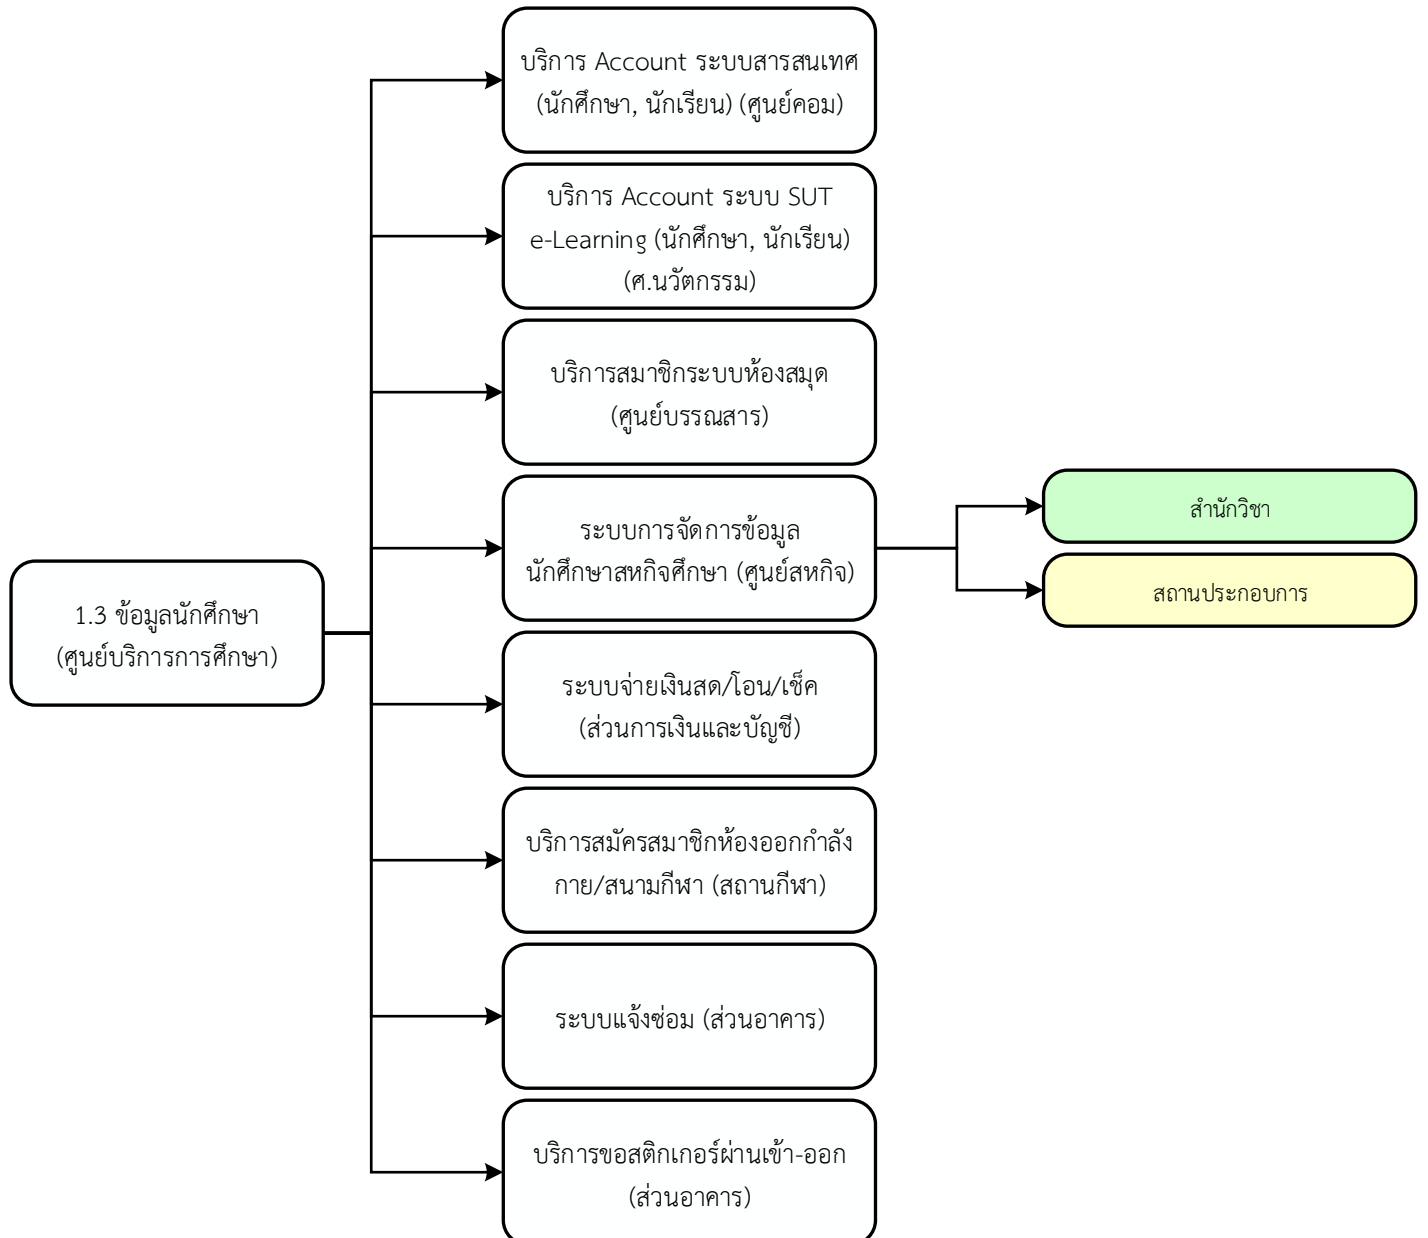 บริการ Account ระบบสารสนเทศ
(นักศึกษา, นักเรียน) (ศูนย์คอม)
บริการ Account ระบบ SUT
e-Learning (นักศึกษา, นักเรียน)
(ศ.นวัตกรรม)
บริการสมาชิกระบบห้องสมุด
(ศูนย์บรรณสาร)
ระบบการจัดการข้อมูล
นักศึกษาสหกิจศึกษา (ศูนย์สหกิจ)
สำนักวิชา
สถานประกอบการ
1.3 ข้อมูลนักศึกษา
(ศูนย์บริการการศึกษา)
ระบบจ่ายเงินสด/โอน/เช็ค
(ส่วนการเงินและบัญชี)
บริการสมัครสมาชิกห้องออกกำลัง
กาย/สนามกีฬา (สถานกีฬา)
ระบบแจ้งซ่อม (ส่วนอาคาร)
บริการขอสติกเกอร์ผ่านเข้า-ออก
(ส่วนอาคาร)